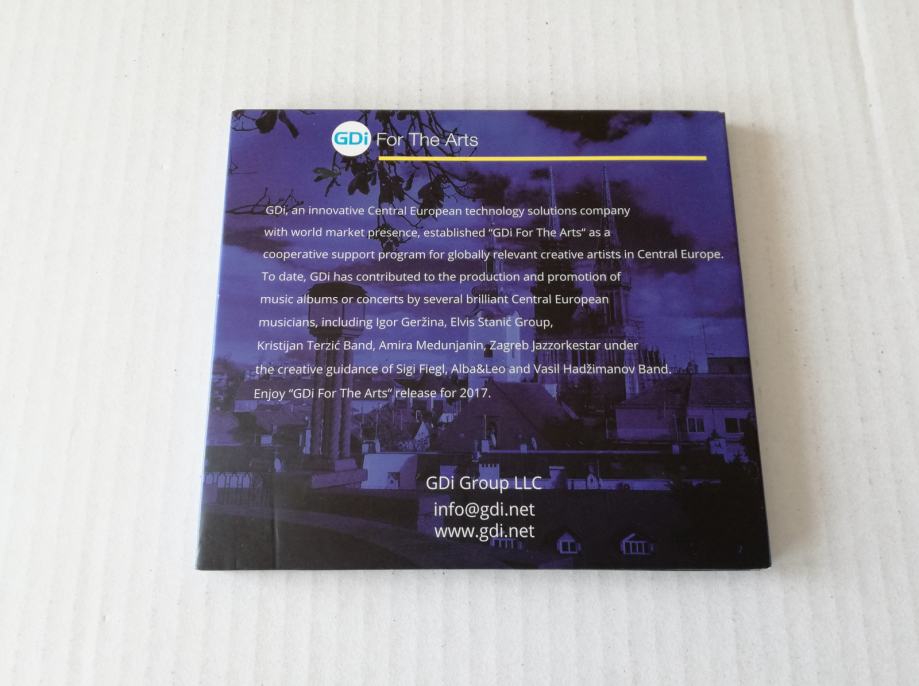 GDi For The Arts
GDi, an innovative Central European technology solutions company
with world market presence, established “GDi For The Arts“ as a
cooperative support program for globally relevant creative artists in Central Europe.
To date, GDi has contributed to the production and promotion of
music albums or concerts by several brilliant Central European
musicians, including Igor Geržina, Elvis Stanić Group,
Kristijan Terzić Band, Amira Medunjanin, Zagreb Jazzorkestar under
the creative guidance of Sigi Flegl, Alba&Leo and Vasil Hadžimanov Band.
Enjoy “GDi For The Arts“ release for 2017.
GDi Group LLC
info@gdi.net
www.gdi.net